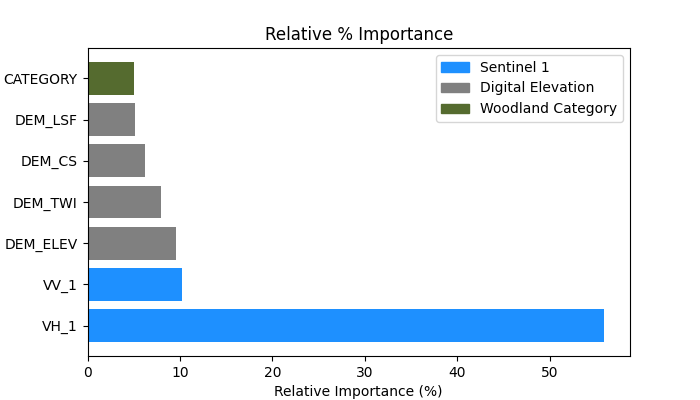 Relative % Importance
Sentinel 1
Digital Elevation
Woodland Category
CATEGORY
DEM_LSF
DEM_CS
DEM_TWI
DEM_ELEV
VV_1
VH_1
0 10 20 30 40 50
Relative Importance (%)